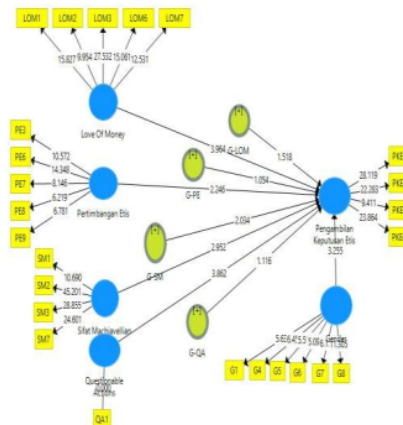 LOM1 LOM2 LOM3 LOM6 LOM7
15.827 9.954 27.532 15.061 12.531
Love Of Money
[+]
G-LOM
3.964
1.518
PE3
PE6
PE7
PE8
PE9
10.572
14.348
8.146
6.219
6.781
Pertimbangan Etis
[+]
G-PE
1.054
2.246
PKE
PKE
PKE
PKE
28.119
22.283
9.411
23.864
Pengambilan
Keputusan Etis
3.255
[+]
G-SM
2.034
2.952
3.862
SM1
SM2
SM3
SM7
10.690
45.201
28.855
24.601
Sifat Machiavellian
[+]
G-QA
1.116
Questionable
Actions
QA1
G1 G4 G5 G6 G7 G8